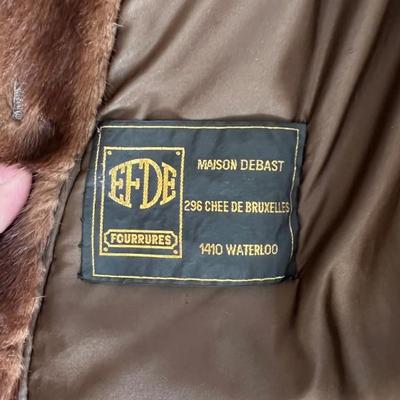 EFDE
FOURRURES
MAISON DEBAST
296 CHEE DE BRUXELLES
1410 WATERLOO